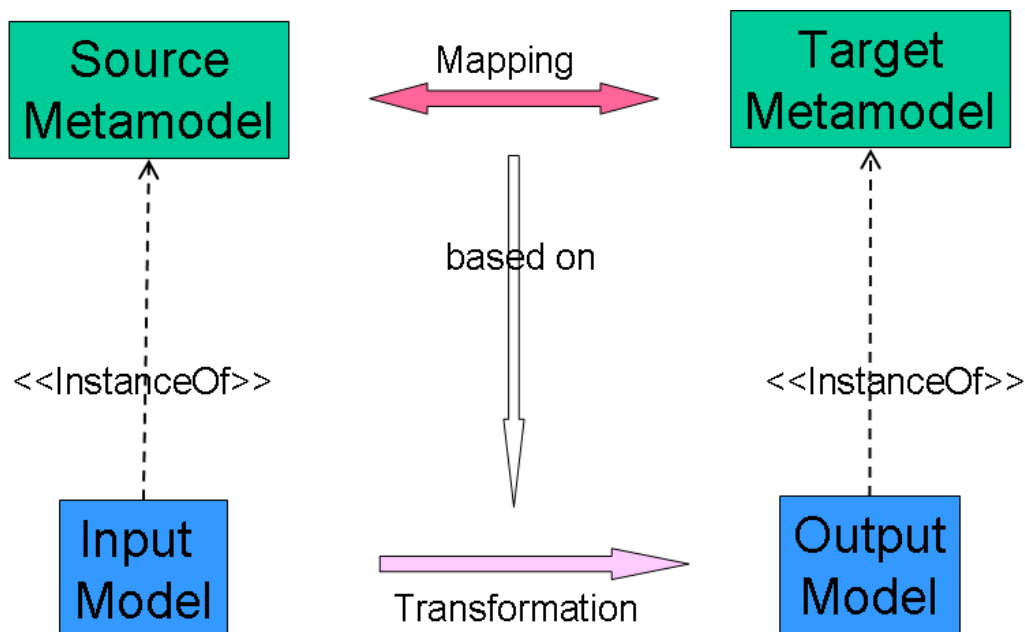 Source
Metamodel
Mapping
Target
Metamodel
based on
<<InstanceOf>>
<<InstanceOf>>
Input
Model
Transformation
Output
Model